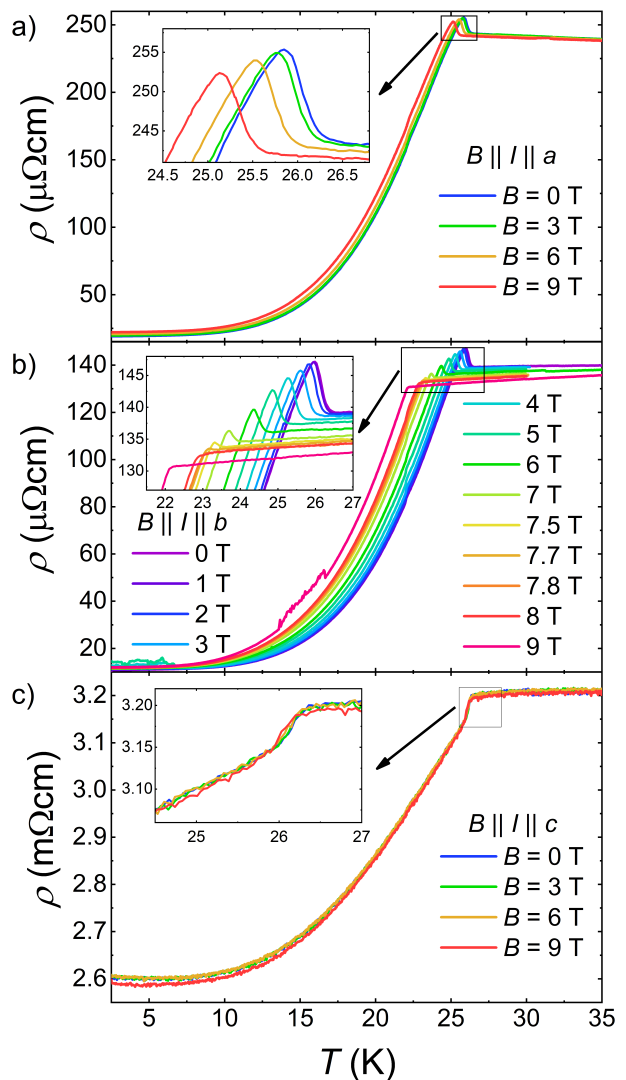 a)
250
200
150
100
50
ρ (μΩcm)
255
252
249
246
243
24.5 25.0 25.5 26.0 26.5
B || I || a
B = 0 T
B = 3 T
B = 6 T
B = 9 T
b)
140
120
100
80
60
40
20
ρ (μΩcm)
145
140
135
130
22 23 24 25 26 27
B || I || b
0 T
1 T
2 T
3 T
4 T
5 T
6 T
7 T
7.5 T
7.7 T
7.8 T
8 T
9 T
c)
3.2
3.1
3.0
2.9
2.8
2.7
2.6
ρ (mΩcm)
3.20
3.15
3.10
25 26 27
B || I || c
B = 0 T
B = 3 T
B = 6 T
B = 9 T
5 10 15 20 25 30 35
T (K)